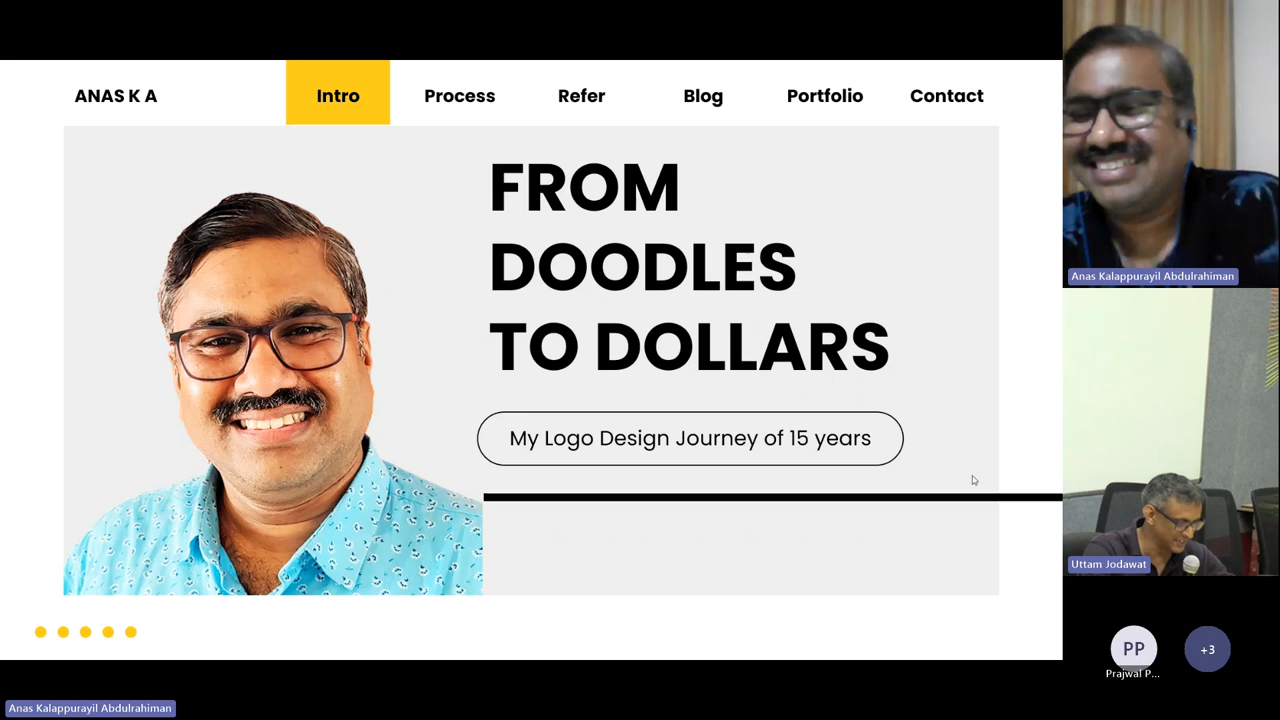 ANAS K A
Intro
Process
Refer
Blog
Portfolio
Contact
FROM
DOODLES
TO DOLLARS
My Logo Design Journey of 15 years
Anas Kalappurayil Abdulrahiman
Uttam Jodawat
PP
Prajwal P...
+3
Anas Kalappurayil Abdulrahiman